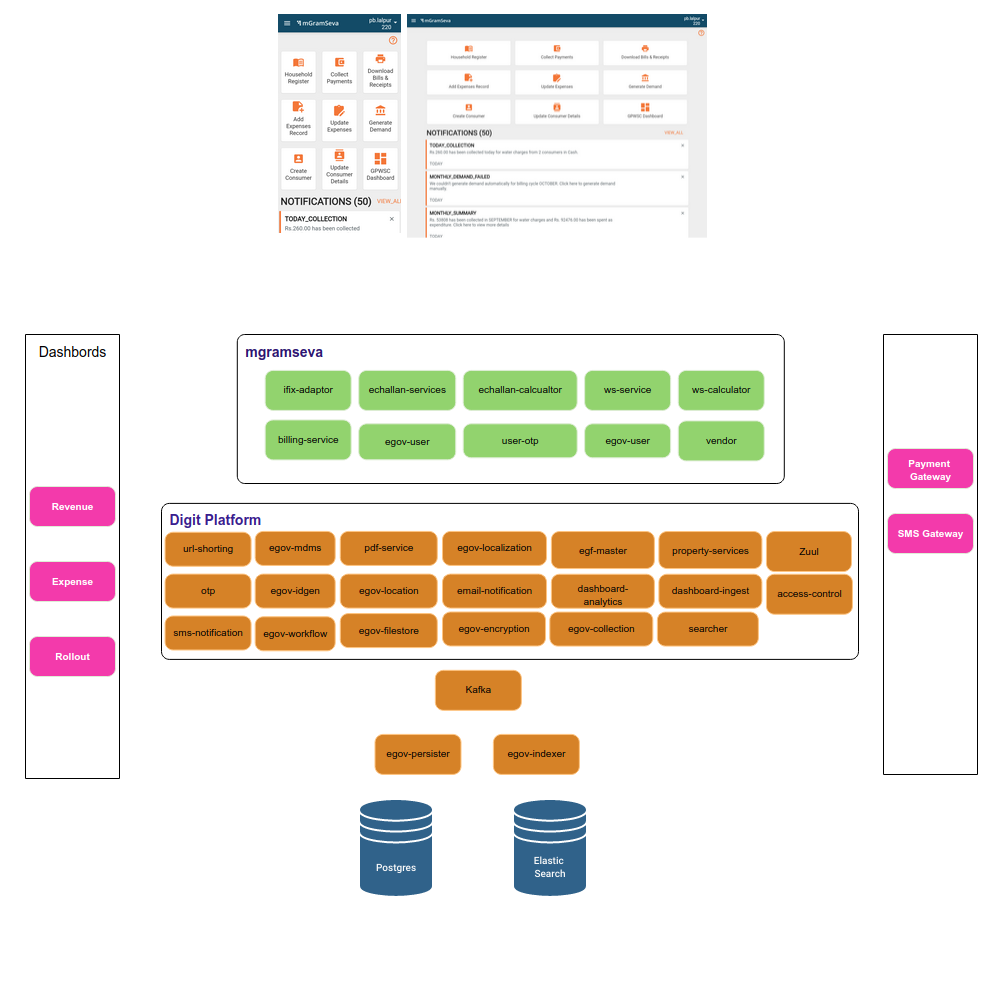 mGramSeva
pb.lalpur
220
Household
Register
Collect
Payments
Download
Bills &
Receipts
Add
Expenses
Record
Update
Expenses
Generate
Demand
Create
Consumer
Update
Consumer
Details
GPWSC
Dashboard
NOTIFICATIONS (50)
VIEW_ALL
TODAY_COLLECTION
Rs.260.00 has been collected
mGramSeva
pb.lalpur
220
Household Register
Collect Payments
Download Bills & Receipts
Add Expenses Record
Update Expenses
Generate Demand
Create Consumer
Update Consumer Details
GPWSC Dashboard
NOTIFICATIONS (50)
VIEW_ALL
TODAY_COLLECTION
Rs.260.00 has been collected today for water charges from 2 consumers in Cash.
TODAY
MONTHLY_DEMAND_FAILED
We couldn't generate demand automatically for billing cycle OCTOBER. Click here to generate demand
manually.
TODAY
MONTHLY_SUMMARY
Rs. has been collected in SEPTEMBER for water charges and Rs. has been spent as
expenditure. Click here to view more details
TODAY
Dashbords
Revenue
Expense
Rollout
mgramseva
ifix-adaptor
echallan-services
echallan-calcualtor
ws-service
ws-calculator
billing-service
egov-user
user-otp
egov-user
vendor
Payment
Gateway
SMS Gateway
Digit Platform
url-shorting
egov-mdms
pdf-service
egov-localization
egf-master
property-services
Zuul
otp
egov-idgen
egov-location
email-notification
dashboard-
analytics
dashboard-ingest
access-control
sms-notification
egov-workflow
egov-filestore
egov-encryption
egov-collection
searcher
Kafka
egov-persister
egov-indexer
Postgres
Elastic
Search